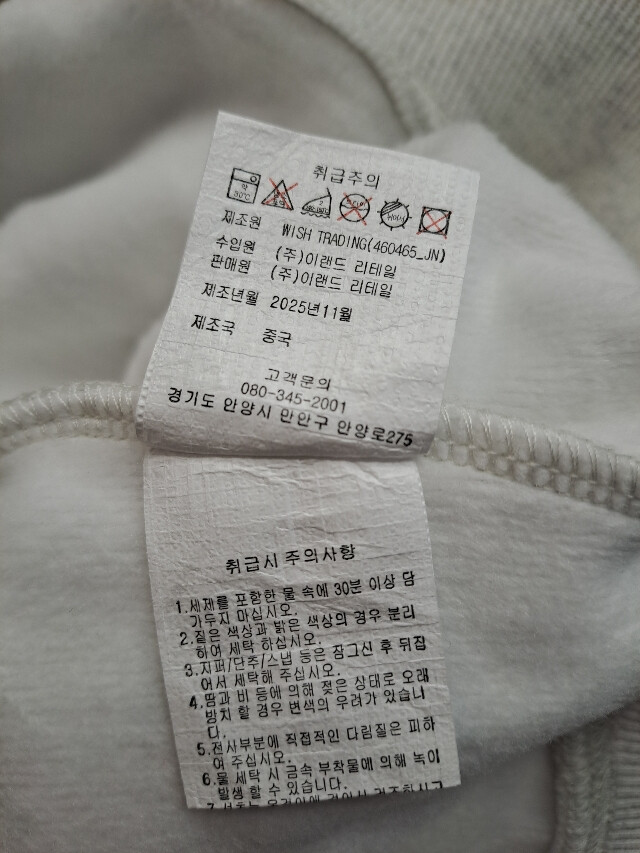 취급주의
약
30℃
제조원 WISH TRADING(460465_JN)
수입원 (주)이랜드 리테일
판매원 (주)이랜드 리테일
제조년월 2025년11월
제조국 중국
고객문의
080-345-2001
경기도 안양시 만안구 안양로275
취급시 주의사항
1.세제를 포함한 물 속에 30분 이상 담
가두지 마십시오.
2.짙은 색상과 밝은 색상의 경우 분리
하여 세탁 하십시오.
3.지퍼/단추/스냅 등은 잠그신 후 뒤집
어서 세탁해 주십시오.
4.땀과 비 등에 의해 젖은 상태로 오래
방치 할 경우 변색의 우려가 있습니
다.
5.전사부분에 직접적인 다림질은 피하
여 주십시오.
6.물 세탁 시 금속 부착물에 의해 녹이
발생 할 수 있습니다.